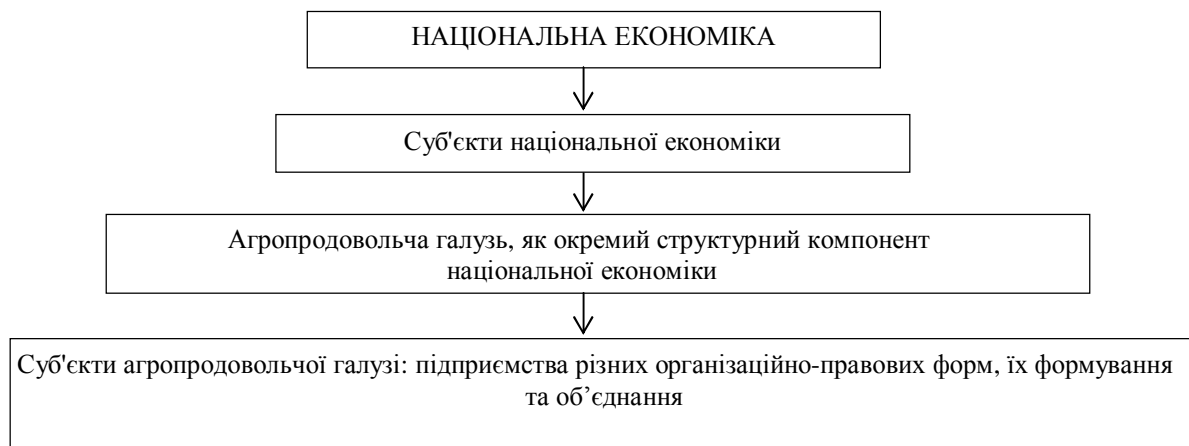 НАЦІОНАЛЬНА ЕКОНОМІКА
Суб'єкти національної економіки
Агропродовольча галузь, як окремий структурний компонент
національної економіки
Суб'єкти агропродовольчої галузі: підприємства різних організаційно-правових форм, їх формування
та об’єднання